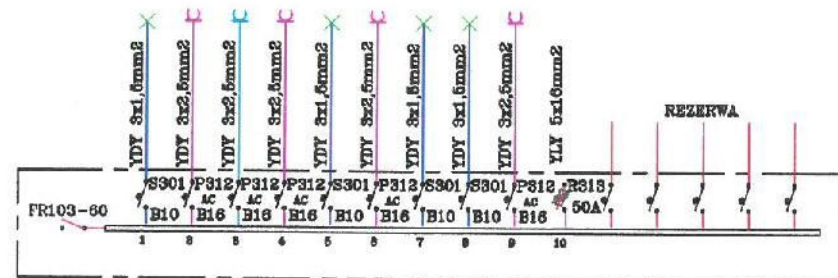 YDY 3x1,5mm2
YDY 3x2,5mm2
YDY 3x2,5mm2
YDY 3x2,5mm2
YDY 3x1,5mm2
YDY 3x2,5mm2
YDY 3x1,5mm2
YDY 3x1,5mm2
YDY 3x2,5mm2
YLY 5x16mm2
REZERWA
S301 P312 P312 P312 S301 P312 S301 S301 P312 R313
AC AC AC AC AC
FR103-60 B10 B16 B16 B16 B10 B16 B10 B10 B16 50A
1 2 3 4 5 6 7 8 9 10